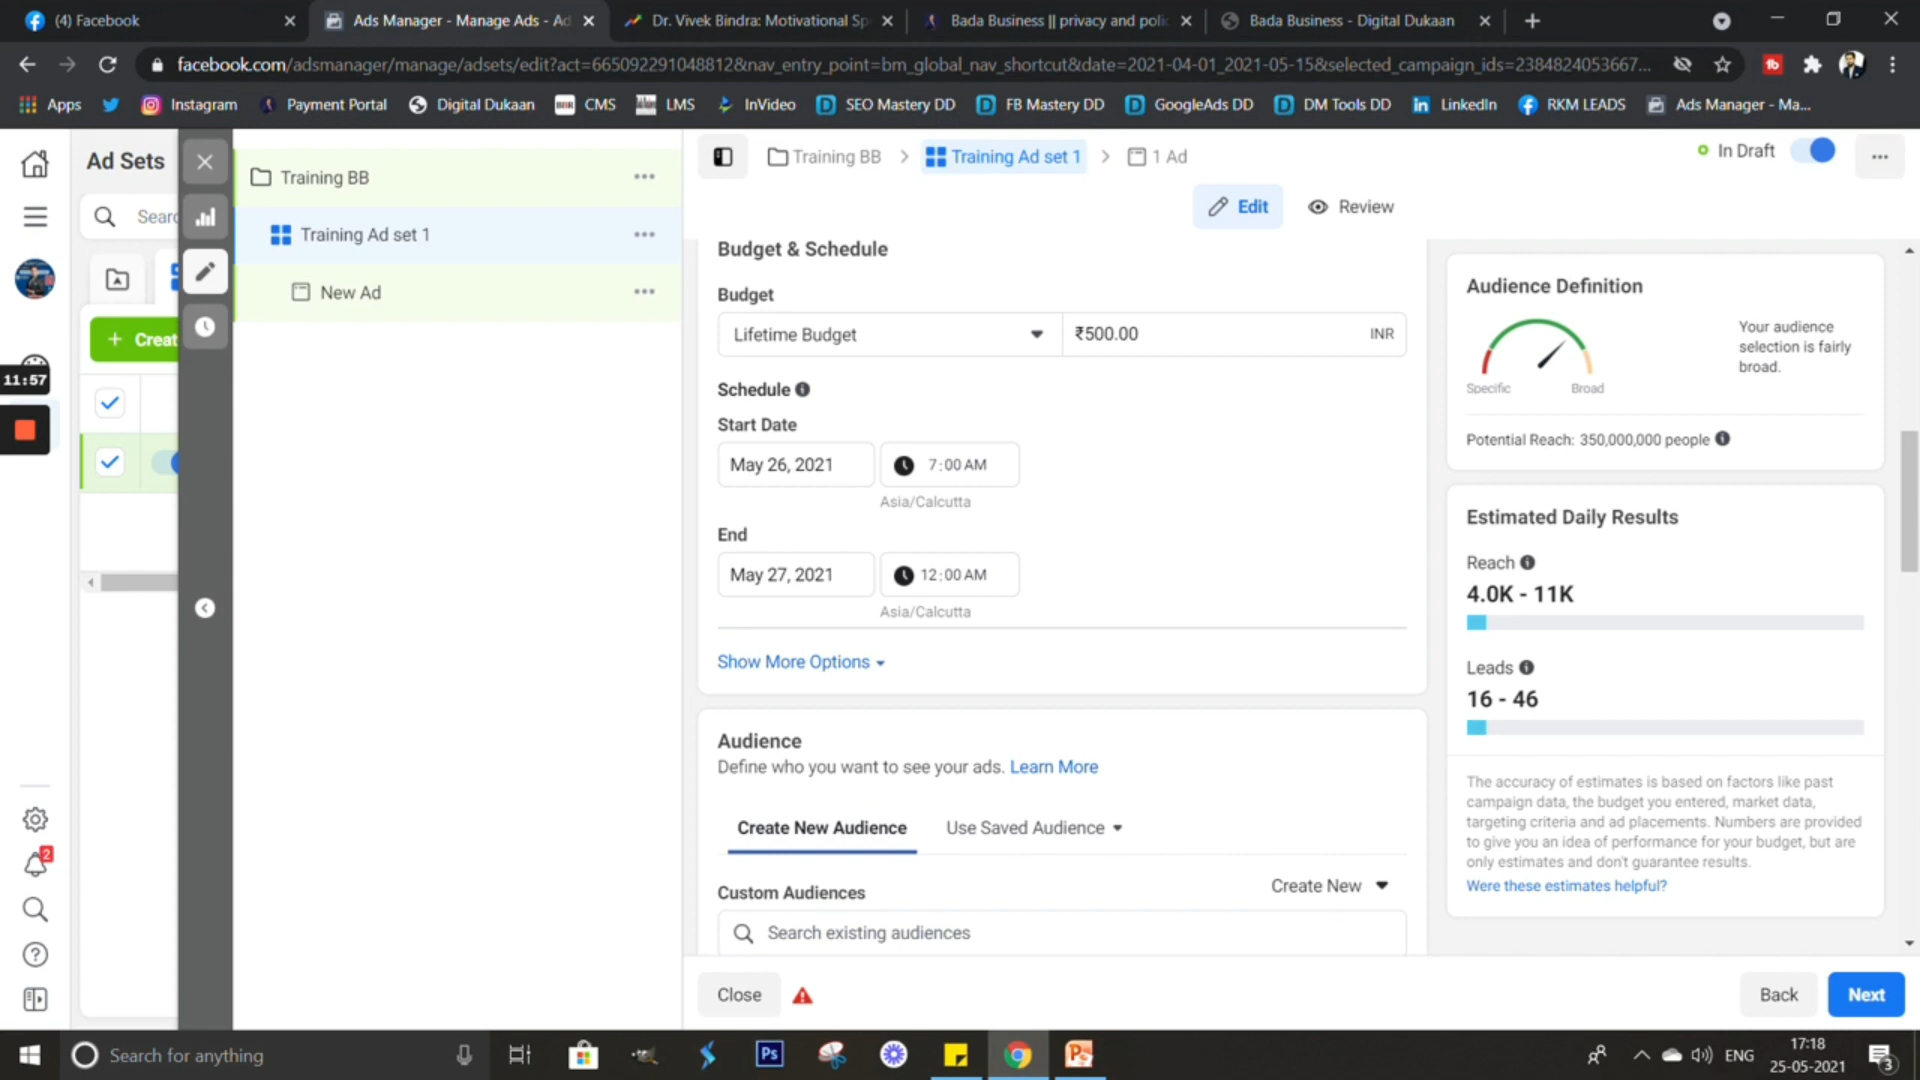 (4) Facebook
Ads Manager - Manage Ads - Ad
Dr. Vivek Bindra: Motivational Sp
Bada Business || privacy and polic
Bada Business - Digital Dukaan
facebook.com/adsmanager/manage/adsets/edit?act=665092291048812&nav_entry_point=bm_global_nav_shortcut&date=2021-04-01_2021-05-15&selected_campaign_ids=2384824053667...
Apps
Instagram
Payment Portal
Digital Dukaan
CMS
LMS
InVideo
SEO Mastery DD
FB Mastery DD
GoogleAds DD
DM Tools DD
LinkedIn
RKM LEADS
Ads Manager - Ma...
Ad Sets
Searc
+ Creat
11:57
2
Training BB
Training Ad set 1
New Ad
Training BB > Training Ad set 1 > 1 Ad
In Draft
Edit
Review
Budget & Schedule
Budget
Lifetime Budget
₹500.00
INR
Schedule
Start Date
May 26, 2021
7:00 AM
Asia/Calcutta
End
May 27, 2021
12:00 AM
Asia/Calcutta
Show More Options
Audience
Define who you want to see your ads. Learn More
Create New Audience
Use Saved Audience
Custom Audiences
Create New
Search existing audiences
Close
Back
Next
Audience Definition
Specific
Broad
Your audience
selection is fairly
broad.
Potential Reach: 350,000,000 people
Estimated Daily Results
Reach
4.0K - 11K
Leads
16 - 46
The accuracy of estimates is based on factors like past
campaign data, the budget you entered, market data,
targeting criteria and ad placements. Numbers are provided
to give you an idea of performance for your budget, but are
only estimates and don't guarantee results.
Were these estimates helpful?
Search for anything
Ps
ENG
17:18
25-05-2021
3